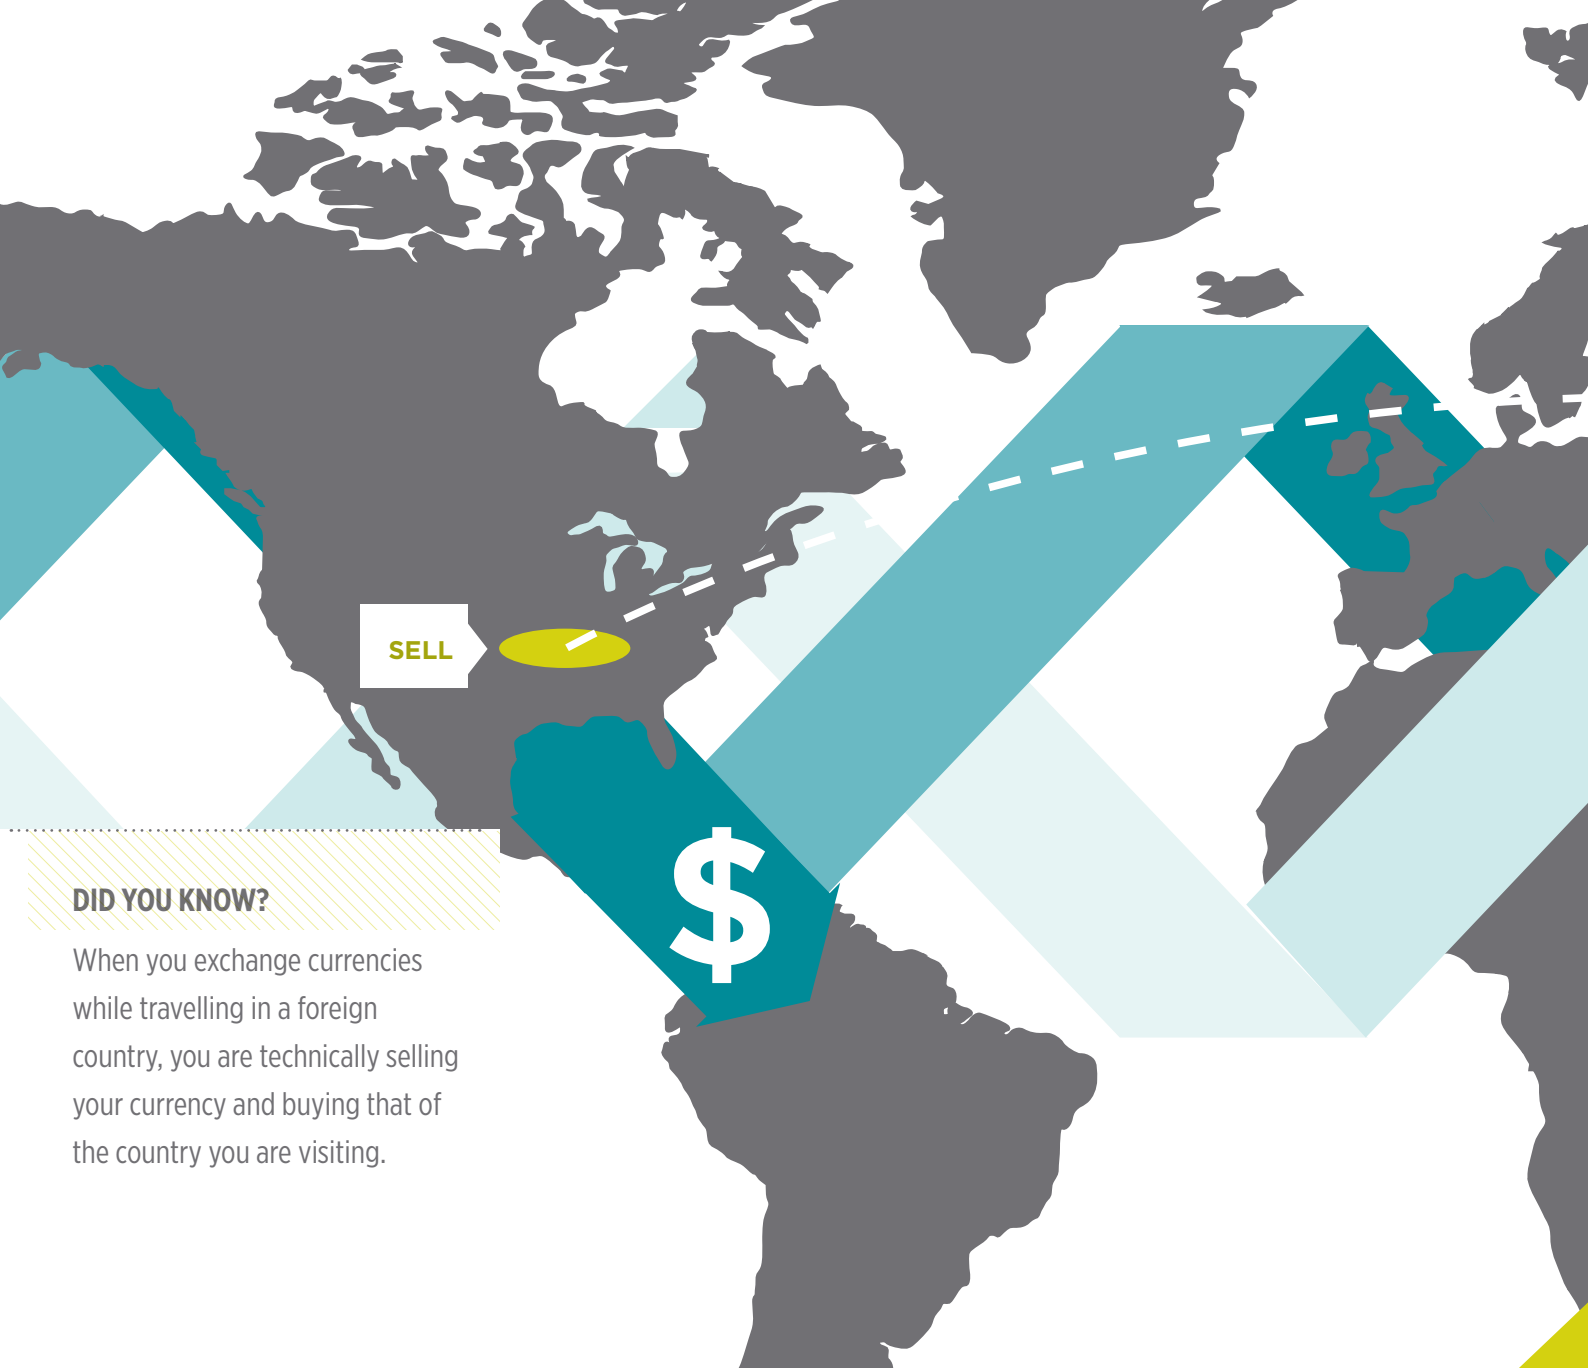 SELL
$
DID YOU KNOW?
When you exchange currencies
while travelling in a foreign
country, you are technically selling
your currency and buying that of
the country you are visiting.